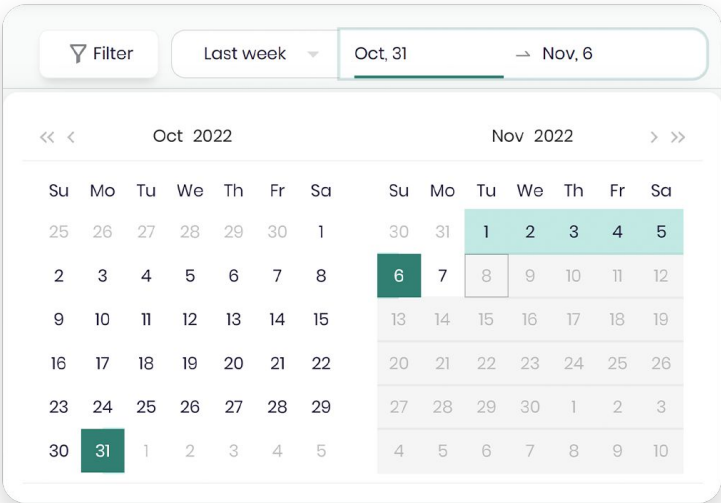 Filter Last week Oct, 31 → Nov, 6
« ‹ Oct 2022 Nov 2022 › »
Su Mo Tu We Th Fr Sa Su Mo Tu We Th Fr Sa
25 26 27 28 29 30 1 30 31 1 2 3 4 5
2 3 4 5 6 7 8 6 7 8 9 10 11 12
9 10 11 12 13 14 15 13 14 15 16 17 18 19
16 17 18 19 20 21 22 20 21 22 23 24 25 26
23 24 25 26 27 28 29 27 28 29 30 1 2 3
30 31 1 2 3 4 5 4 5 6 7 8 9 10